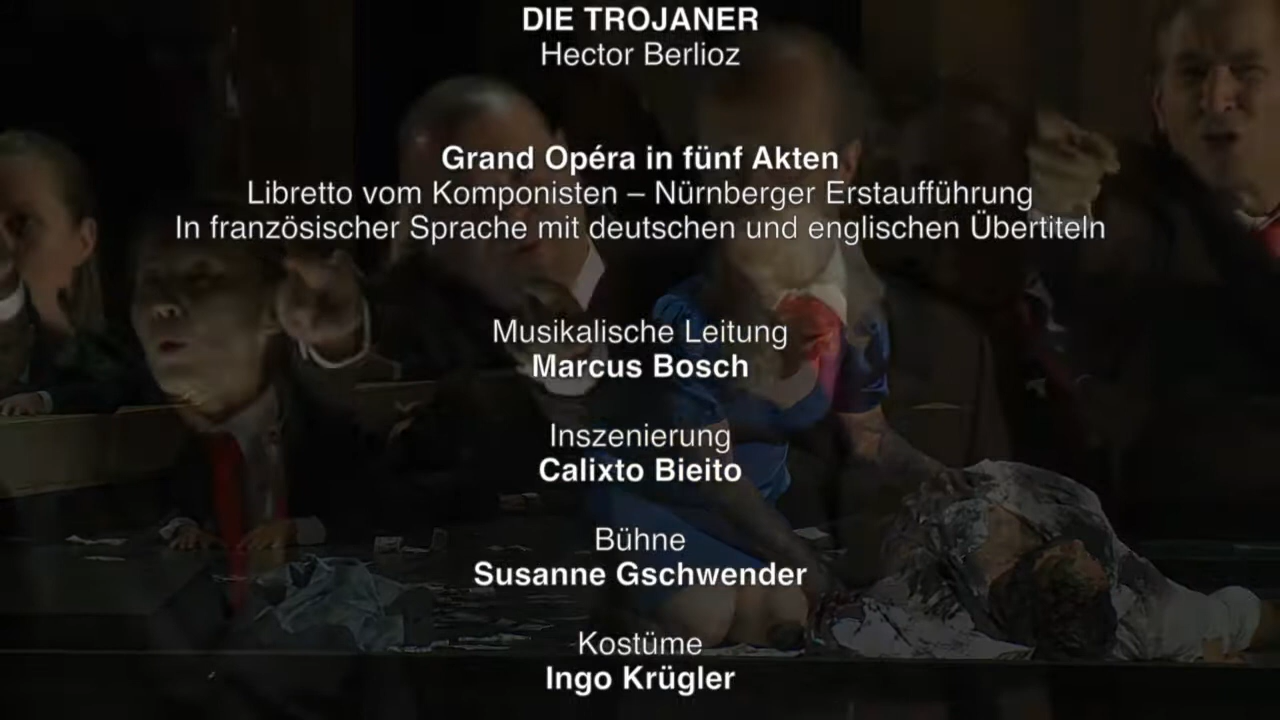 DIE TROJANER
Hector Berlioz
Grand Opéra in fünf Akten
Libretto vom Komponisten – Nürnberger Erstaufführung
In französischer Sprache mit deutschen und englischen Übertiteln
Musikalische Leitung
Marcus Bosch
Inszenierung
Calixto Bieito
Bühne
Susanne Gschwender
Kostüme
Ingo Krügler